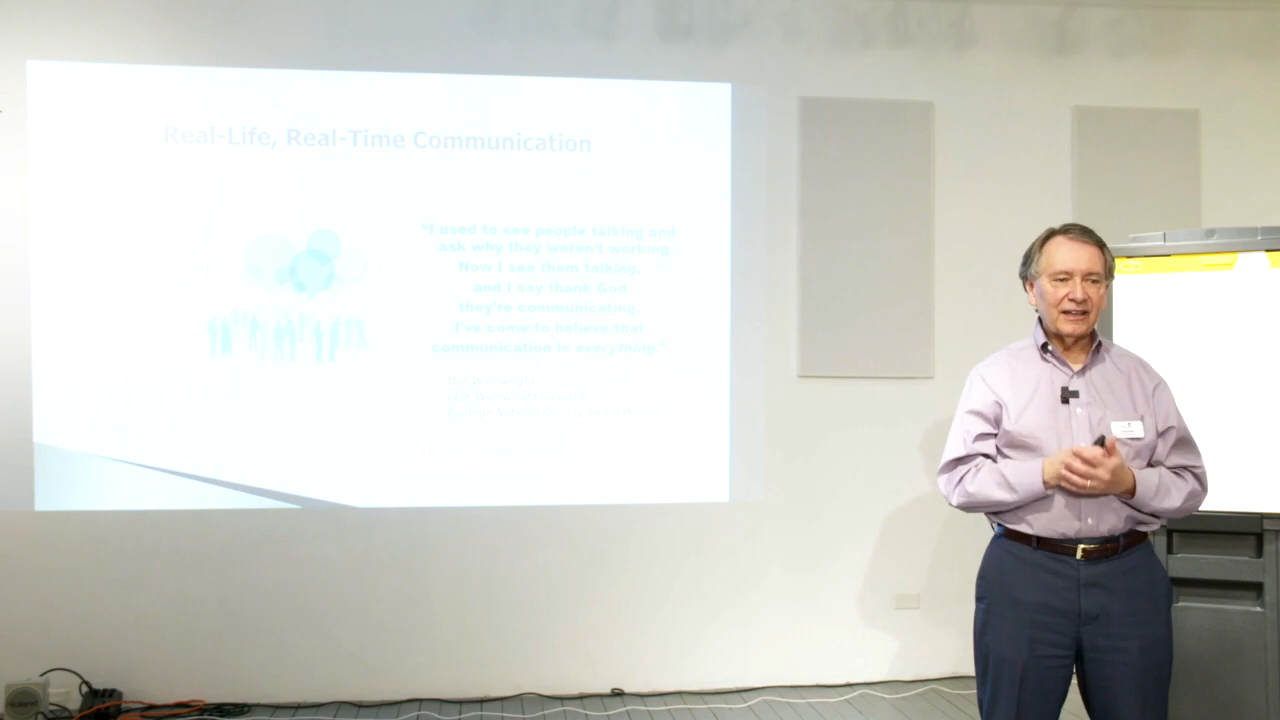 Real-Life, Real-Time Communication
"I used to see people talking and
ask why they weren't working.
Now I see them talking,
and I say thank God
they're communicating.
I've come to believe that
communication is everything."
Roland